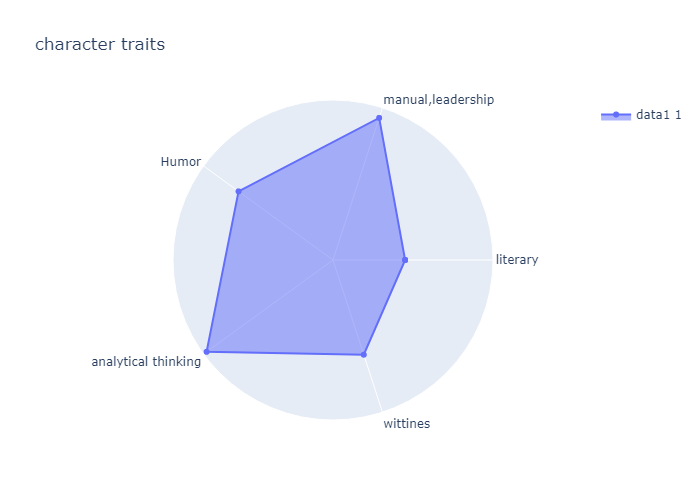 character traits
manual,leadership
data1 1
Humor
literary
analytical thinking
wittines